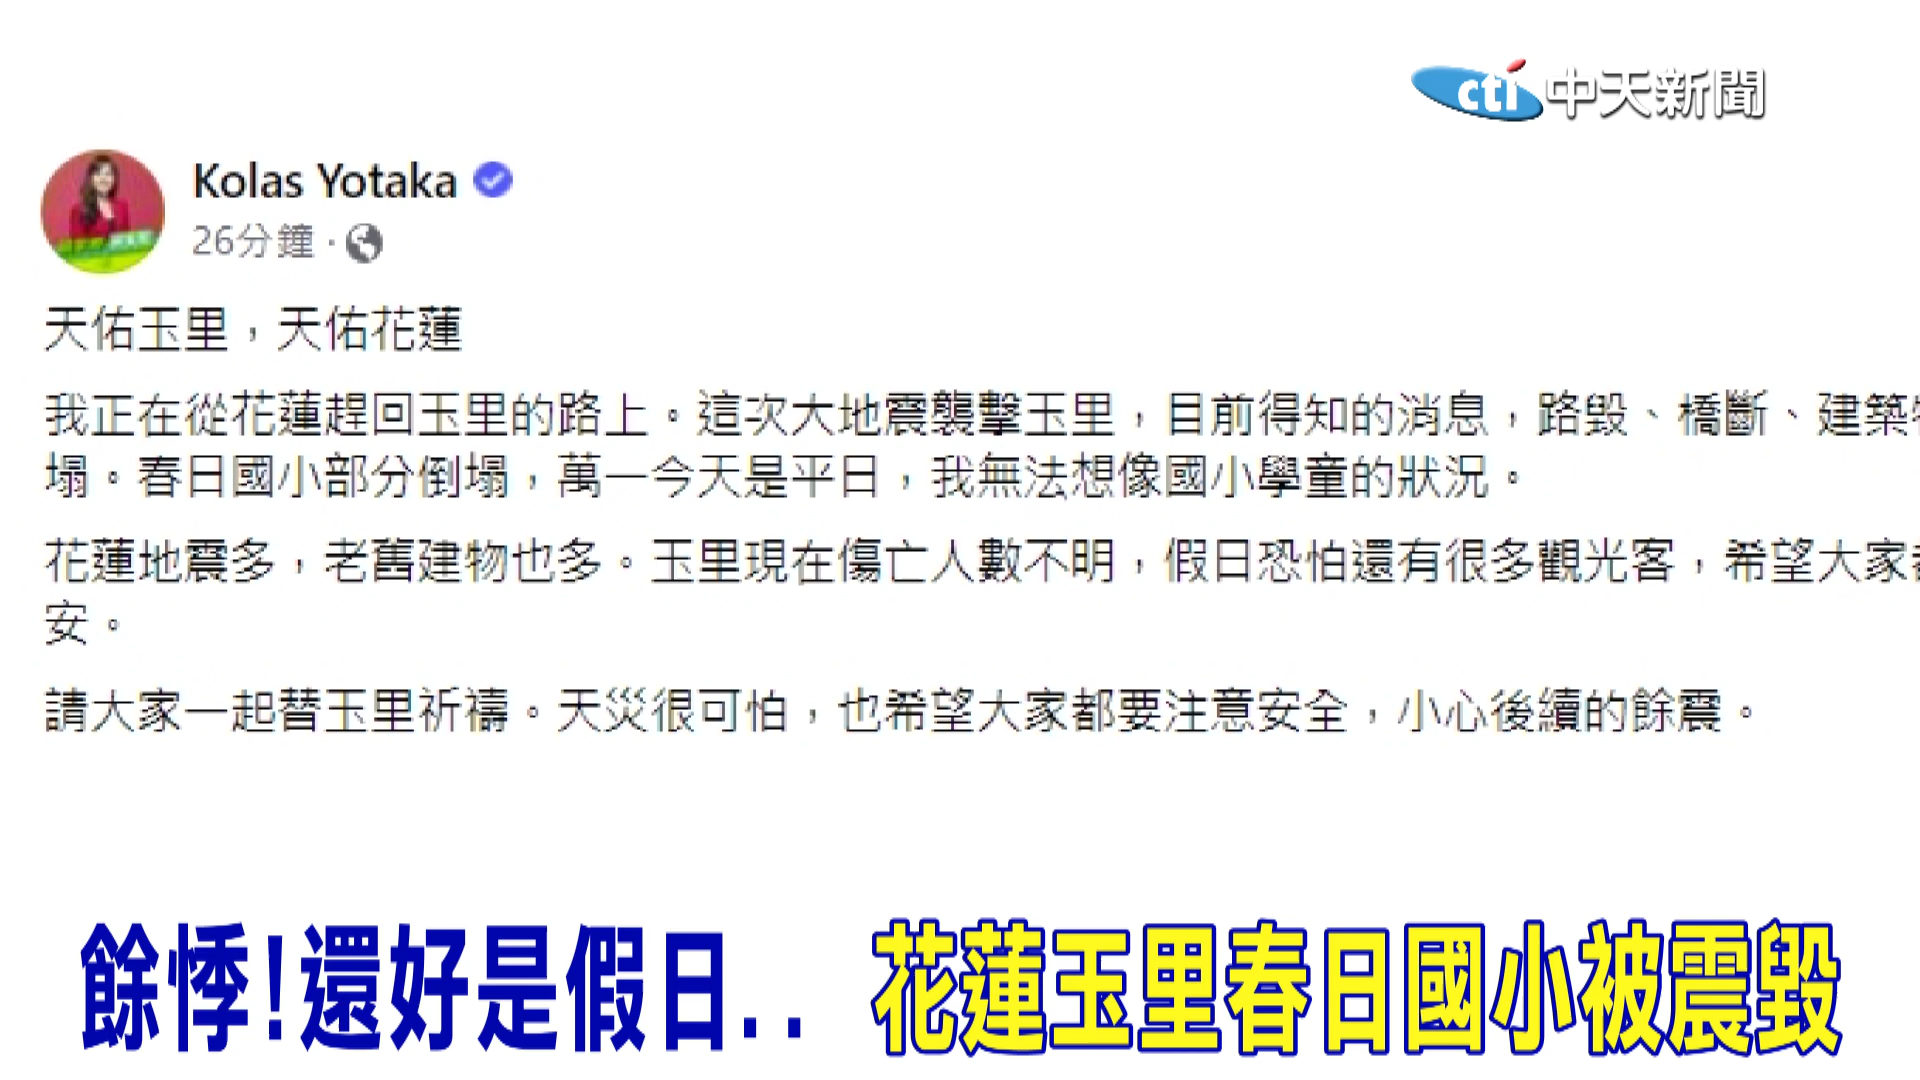 cti 中天新聞
Kolas Yotaka
26分鐘 ·
天佑玉里，天佑花蓮
我正在從花蓮趕回玉里的路上。這次大地震襲擊玉里，目前得知的消息，路毀、橋斷、建築
塌。春日國小部分倒塌，萬一今天是平日，我無法想像國小學童的狀況。
花蓮地震多，老舊建物也多。玉里現在傷亡人數不明，假日恐怕還有很多觀光客，希望大家
安。
請大家一起替玉里祈禱。天災很可怕，也希望大家都要注意安全，小心後續的餘震。
餘悸!還好是假日.. 花蓮玉里春日國小被震毀